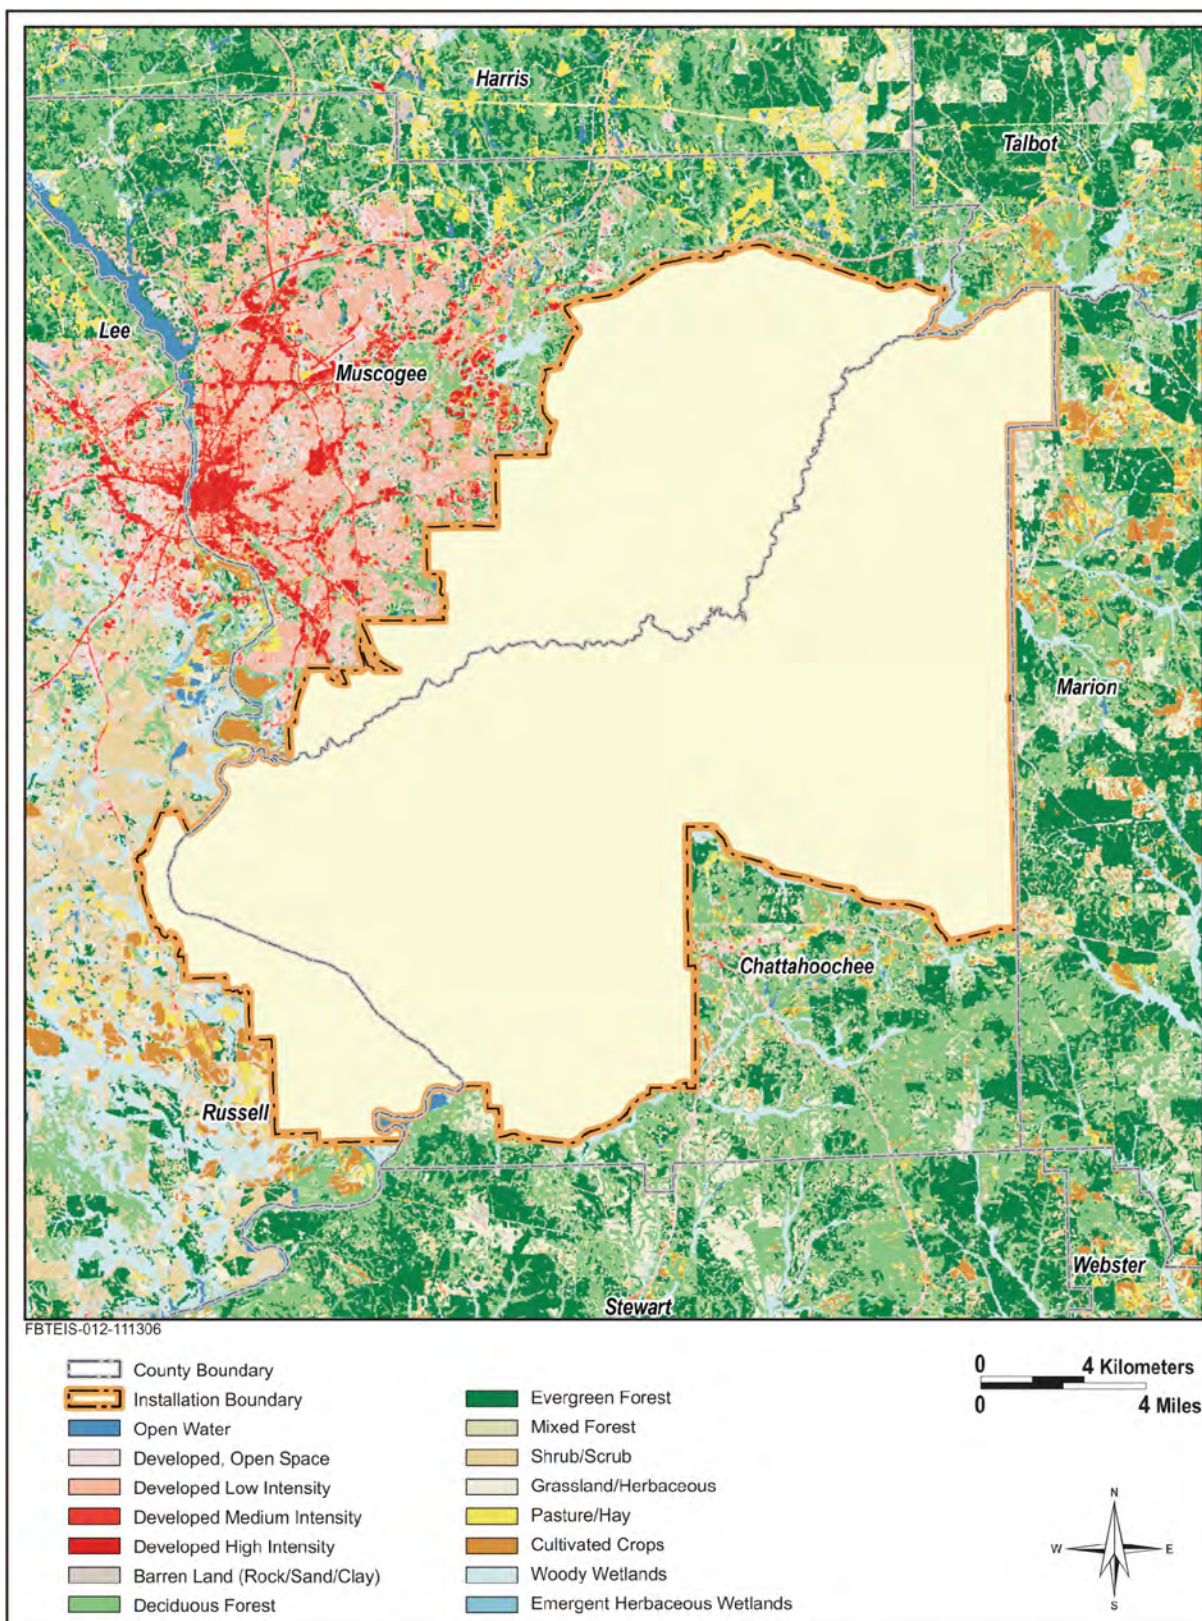 Harris
Talbot
Lee
Muscogee
Marion
Chattahoochee
Russell
Webster
Stewart
FBTEIS-012-111306
County Boundary
Installation Boundary
Open Water
Developed, Open Space
Developed Low Intensity
Developed Medium Intensity
Developed High Intensity
Barren Land (Rock/Sand/Clay)
Deciduous Forest
Evergreen Forest
Mixed Forest
Shrub/Scrub
Grassland/Herbaceous
Pasture/Hay
Cultivated Crops
Woody Wetlands
Emergent Herbaceous Wetlands
0 4 Kilometers
0 4 Miles
N
W E
S